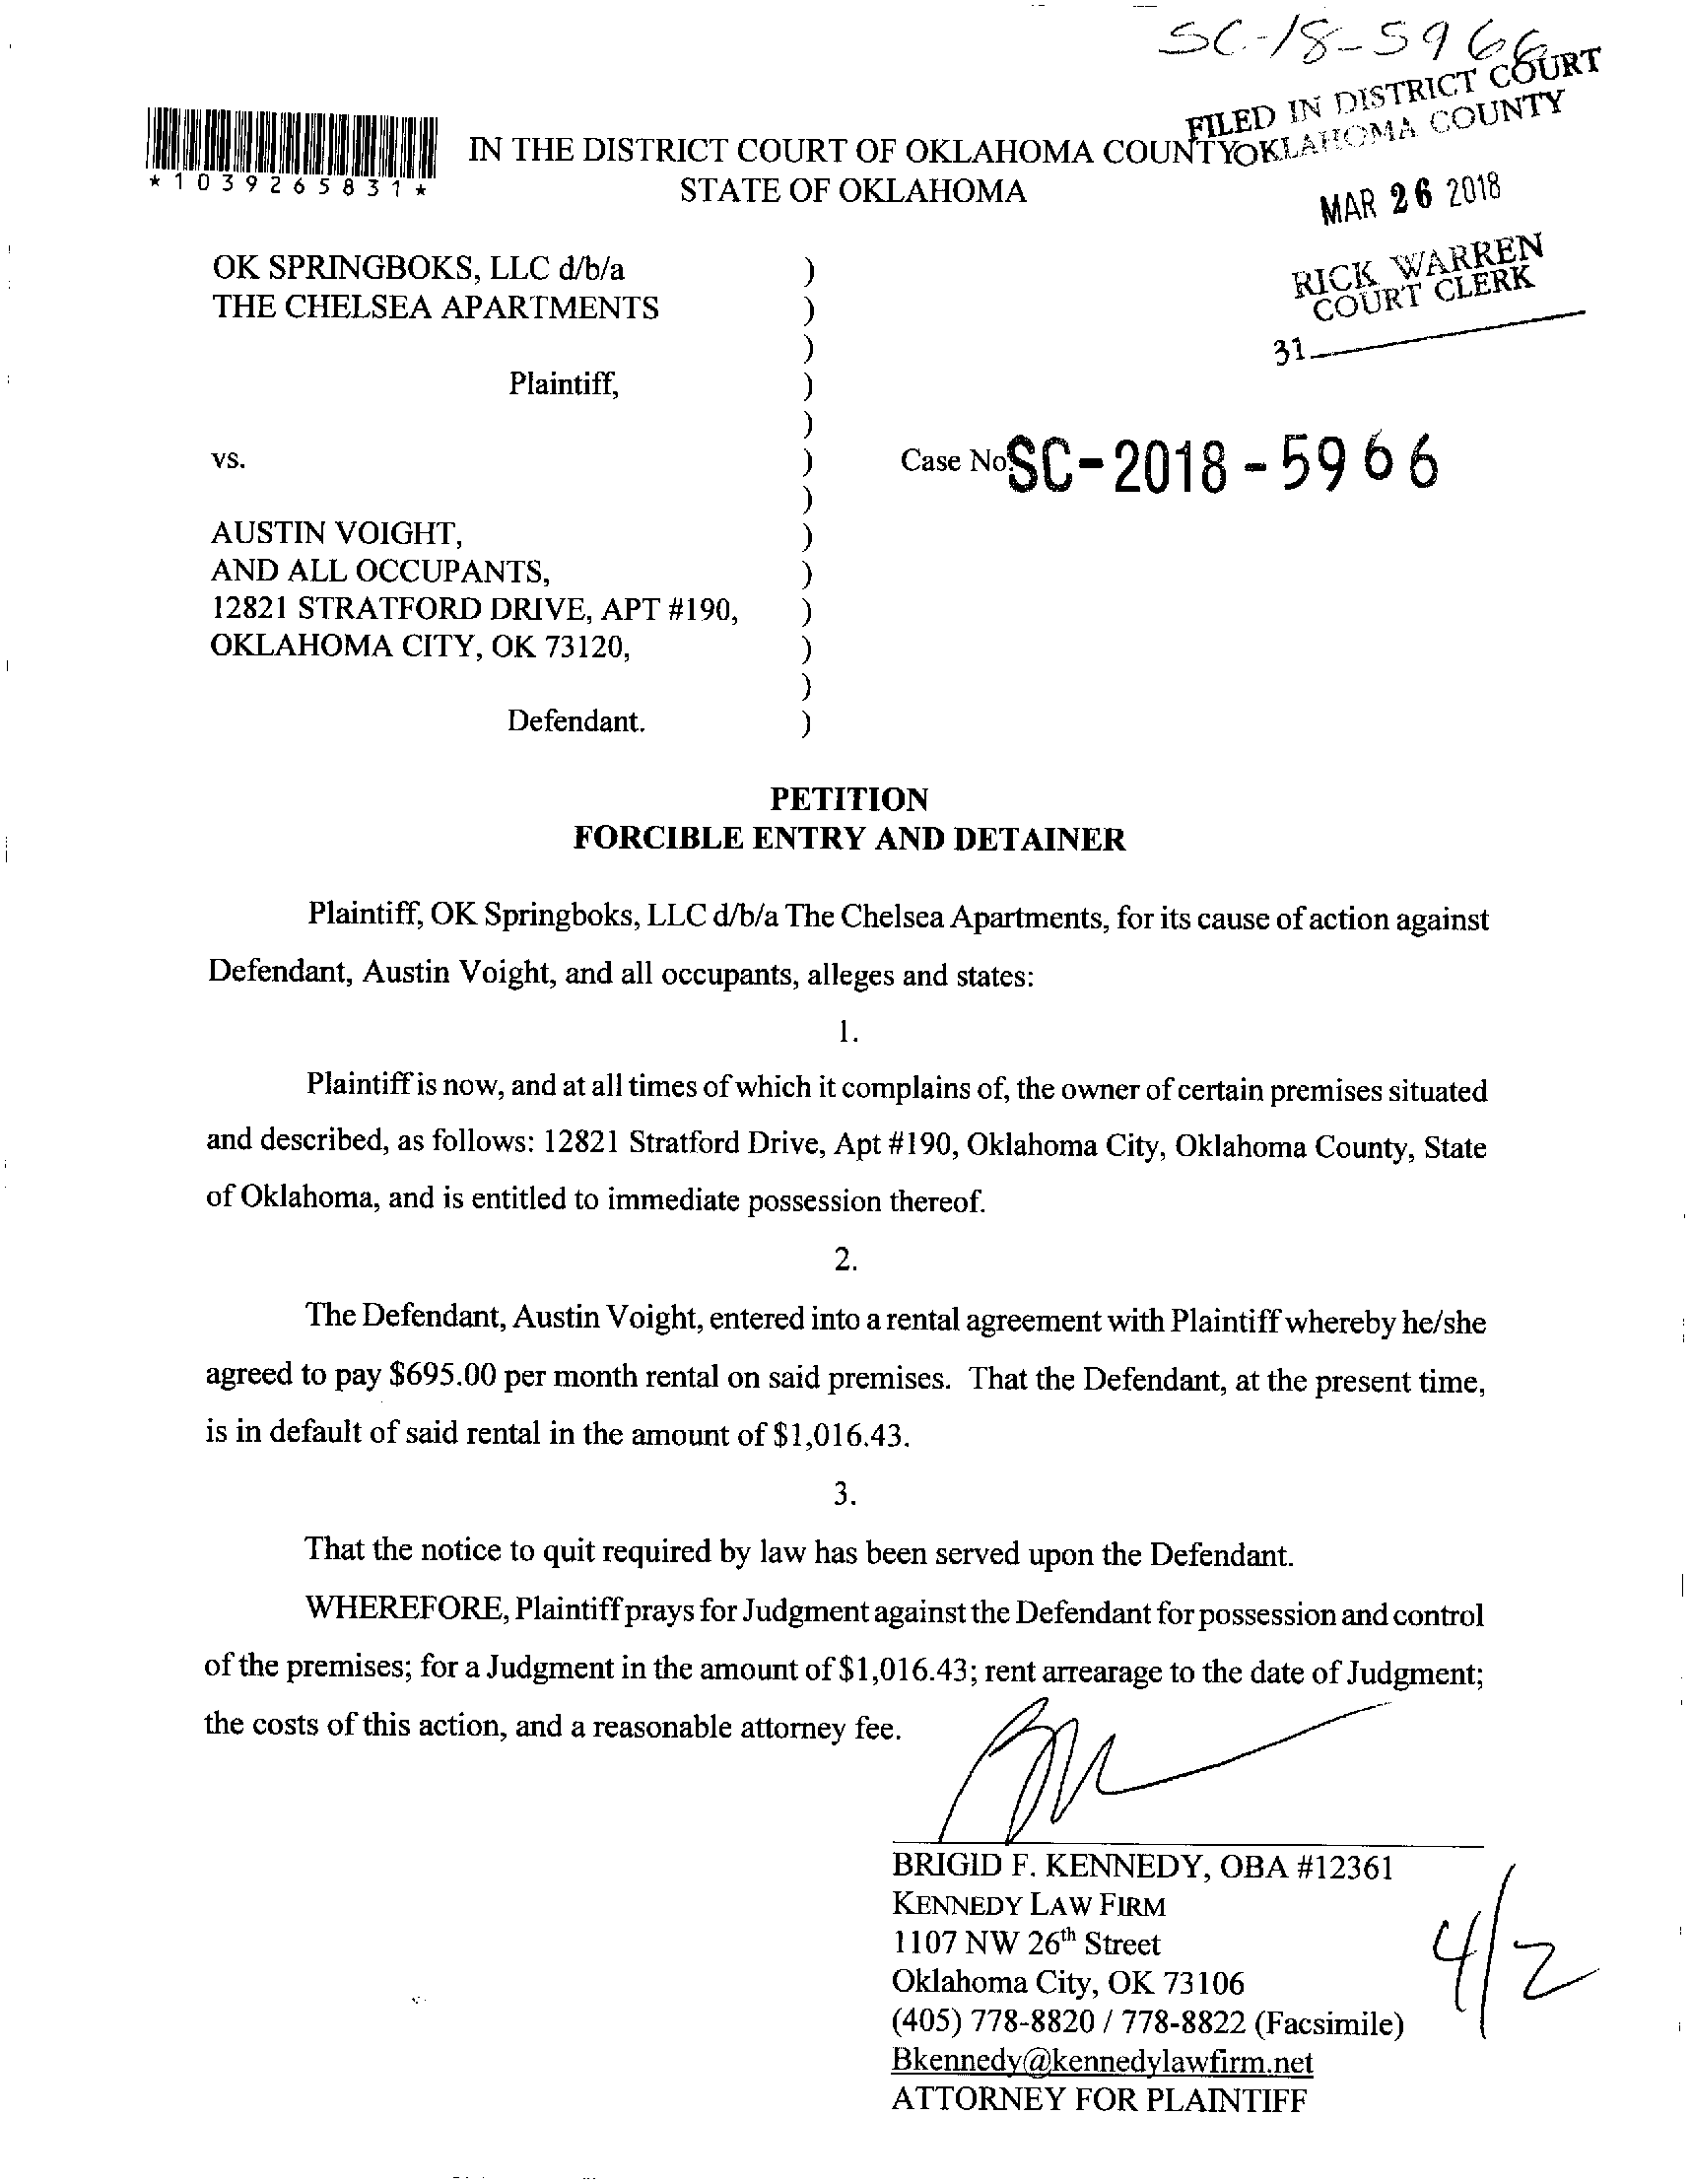 SC-18-5966
FILED IN DISTRICT COURT
OKLAHOMA COUNTY
MAR 26 2018
RICK WARREN
COURT CLERK
31
*1039265831*
IN THE DISTRICT COURT OF OKLAHOMA COUNTY
STATE OF OKLAHOMA
OK SPRINGBOKS, LLC d/b/a )
THE CHELSEA APARTMENTS )
)
Plaintiff, )
)
vs. ) Case No. SC-2018-5966
)
AUSTIN VOIGHT, )
AND ALL OCCUPANTS, )
12821 STRATFORD DRIVE, APT #190, )
OKLAHOMA CITY, OK 73120, )
)
Defendant. )
PETITION
FORCIBLE ENTRY AND DETAINER
Plaintiff, OK Springboks, LLC d/b/a The Chelsea Apartments, for its cause of action against
Defendant, Austin Voight, and all occupants, alleges and states:
1.
Plaintiff is now, and at all times of which it complains of, the owner of certain premises situated
and described, as follows: 12821 Stratford Drive, Apt #190, Oklahoma City, Oklahoma County, State
of Oklahoma, and is entitled to immediate possession thereof.
2.
The Defendant, Austin Voight, entered into a rental agreement with Plaintiff whereby he/she
agreed to pay $695.00 per month rental on said premises. That the Defendant, at the present time,
is in default of said rental in the amount of $1,016.43.
3.
That the notice to quit required by law has been served upon the Defendant.
WHEREFORE, Plaintiff prays for Judgment against the Defendant for possession and control
of the premises; for a Judgment in the amount of $1,016.43; rent arrearage to the date of Judgment;
the costs of this action, and a reasonable attorney fee.
BRIGID F. KENNEDY, OBA #12361
KENNEDY LAW FIRM
1107 NW 26th Street
Oklahoma City, OK 73106
(405) 778-8820 / 778-8822 (Facsimile)
Bkennedy@kennedylawfirm.net
ATTORNEY FOR PLAINTIFF
4/2